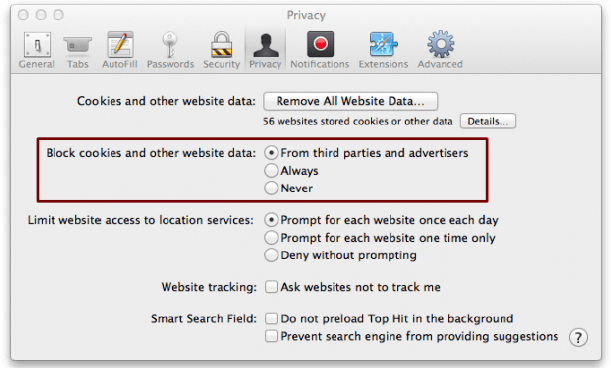 Privacy
General Tabs AutoFill Passwords Security Privacy Notifications Extensions Advanced
Cookies and other website data: Remove All Website Data...
56 websites stored cookies or other data Details...
Block cookies and other website data: From third parties and advertisers
Always
Never
Limit website access to location services: Prompt for each website once each day
Prompt for each website one time only
Deny without prompting
Website tracking: Ask websites not to track me
Smart Search Field: Do not preload Top Hit in the background
Prevent search engine from providing suggestions ?